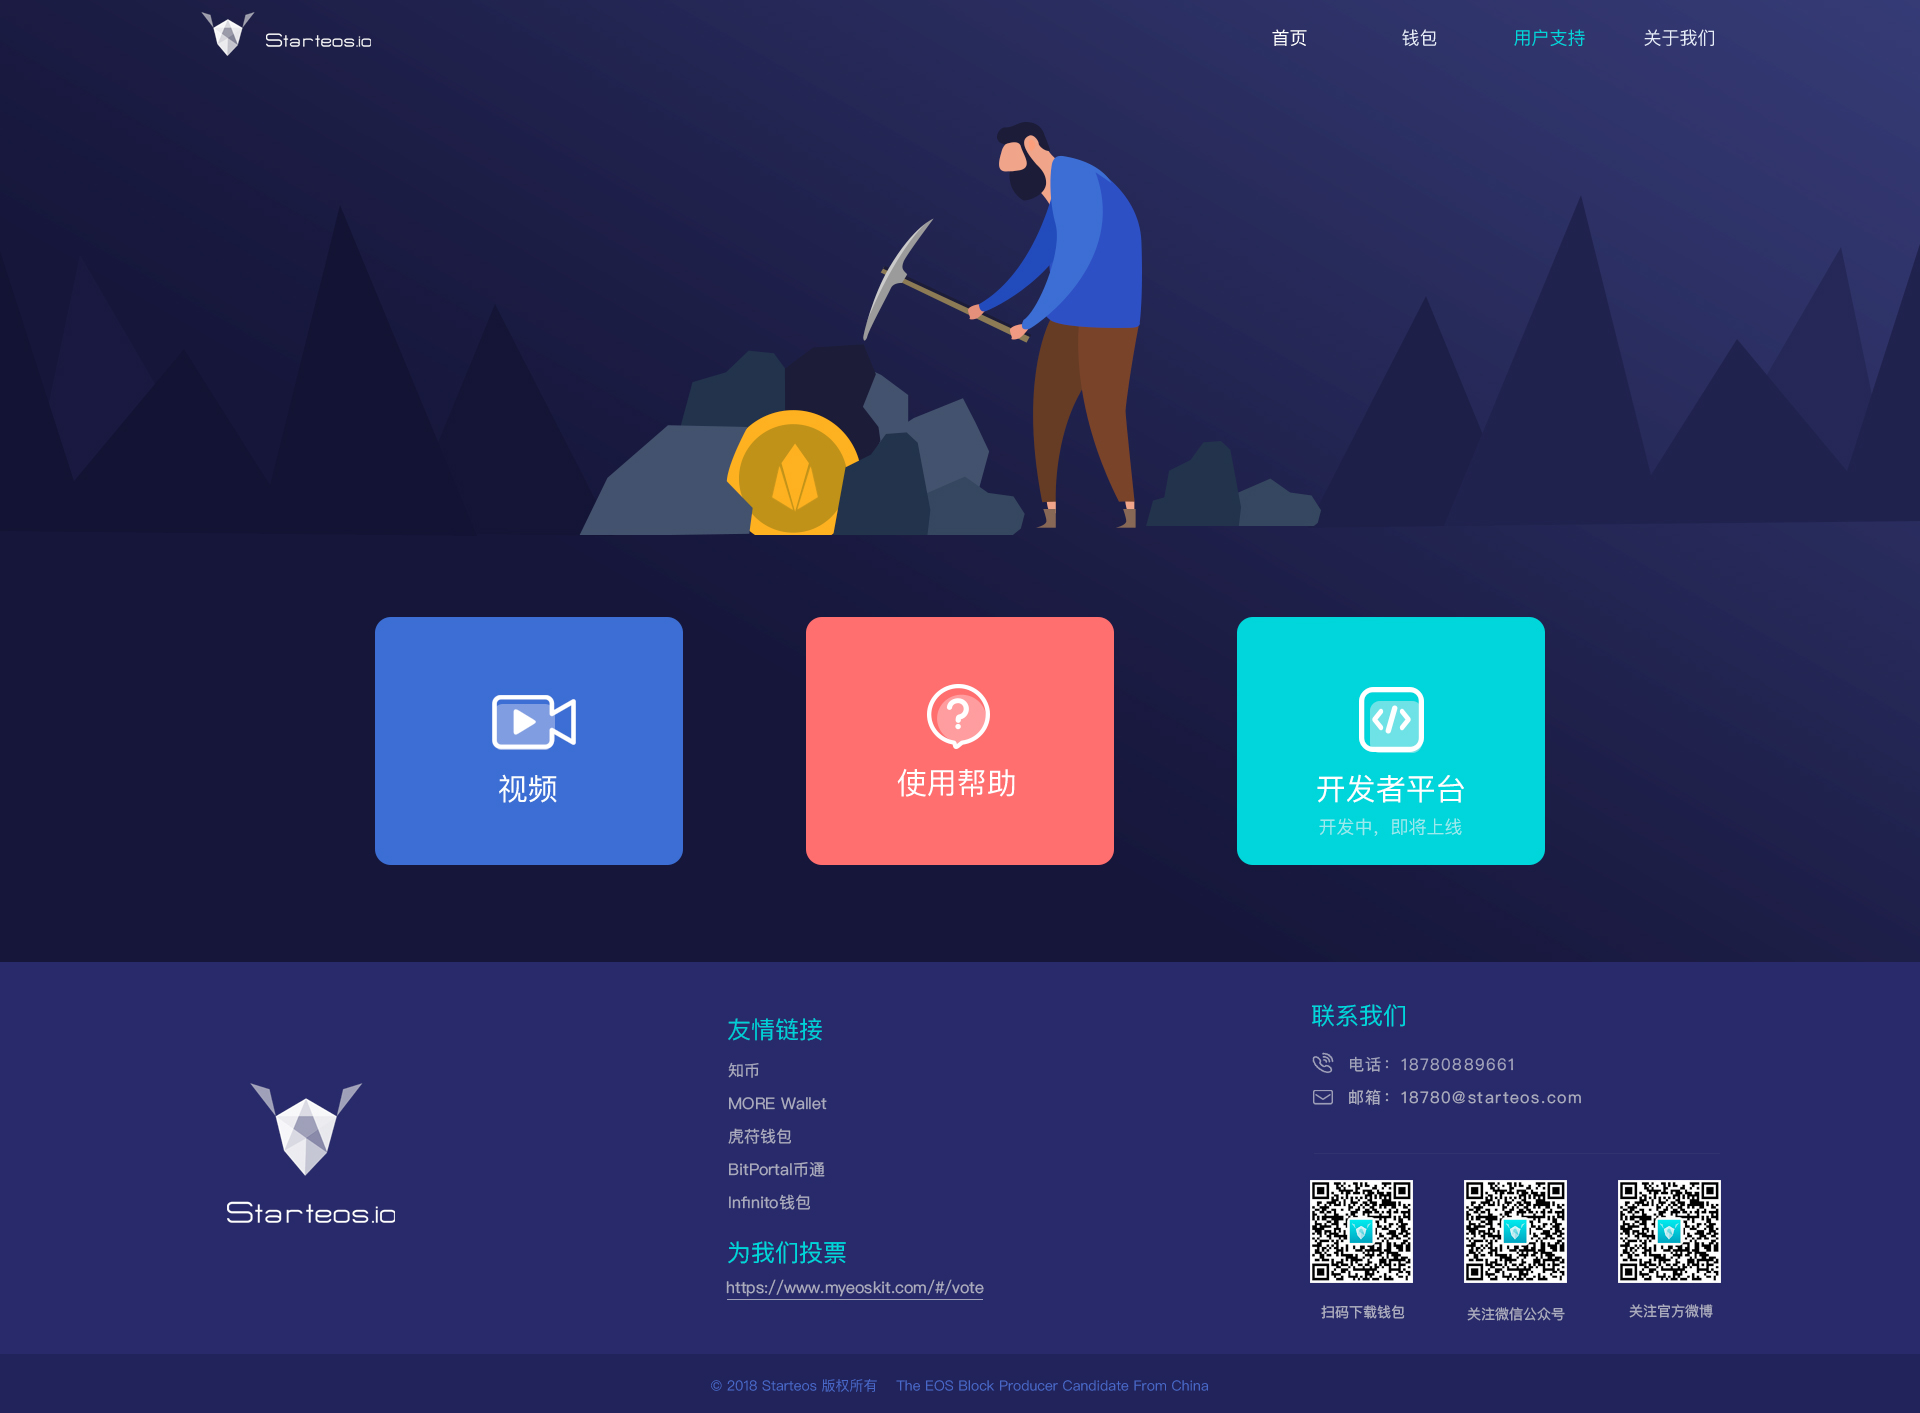 Starteos.io
首页
钱包
用户支持
关于我们
视频
使用帮助
开发者平台
开发中，即将上线
Starteos.io
友情链接
知币
MORE Wallet
虎符钱包
BitPortal币通
Infinito钱包
为我们投票
https://www.myeoskit.com/#/vote
联系我们
电话：18780889661
邮箱：18780@starteos.com
扫码下载钱包
关注微信公众号
关注官方微博
© 2018 Starteos 版权所有 The EOS Block Producer Candidate From China